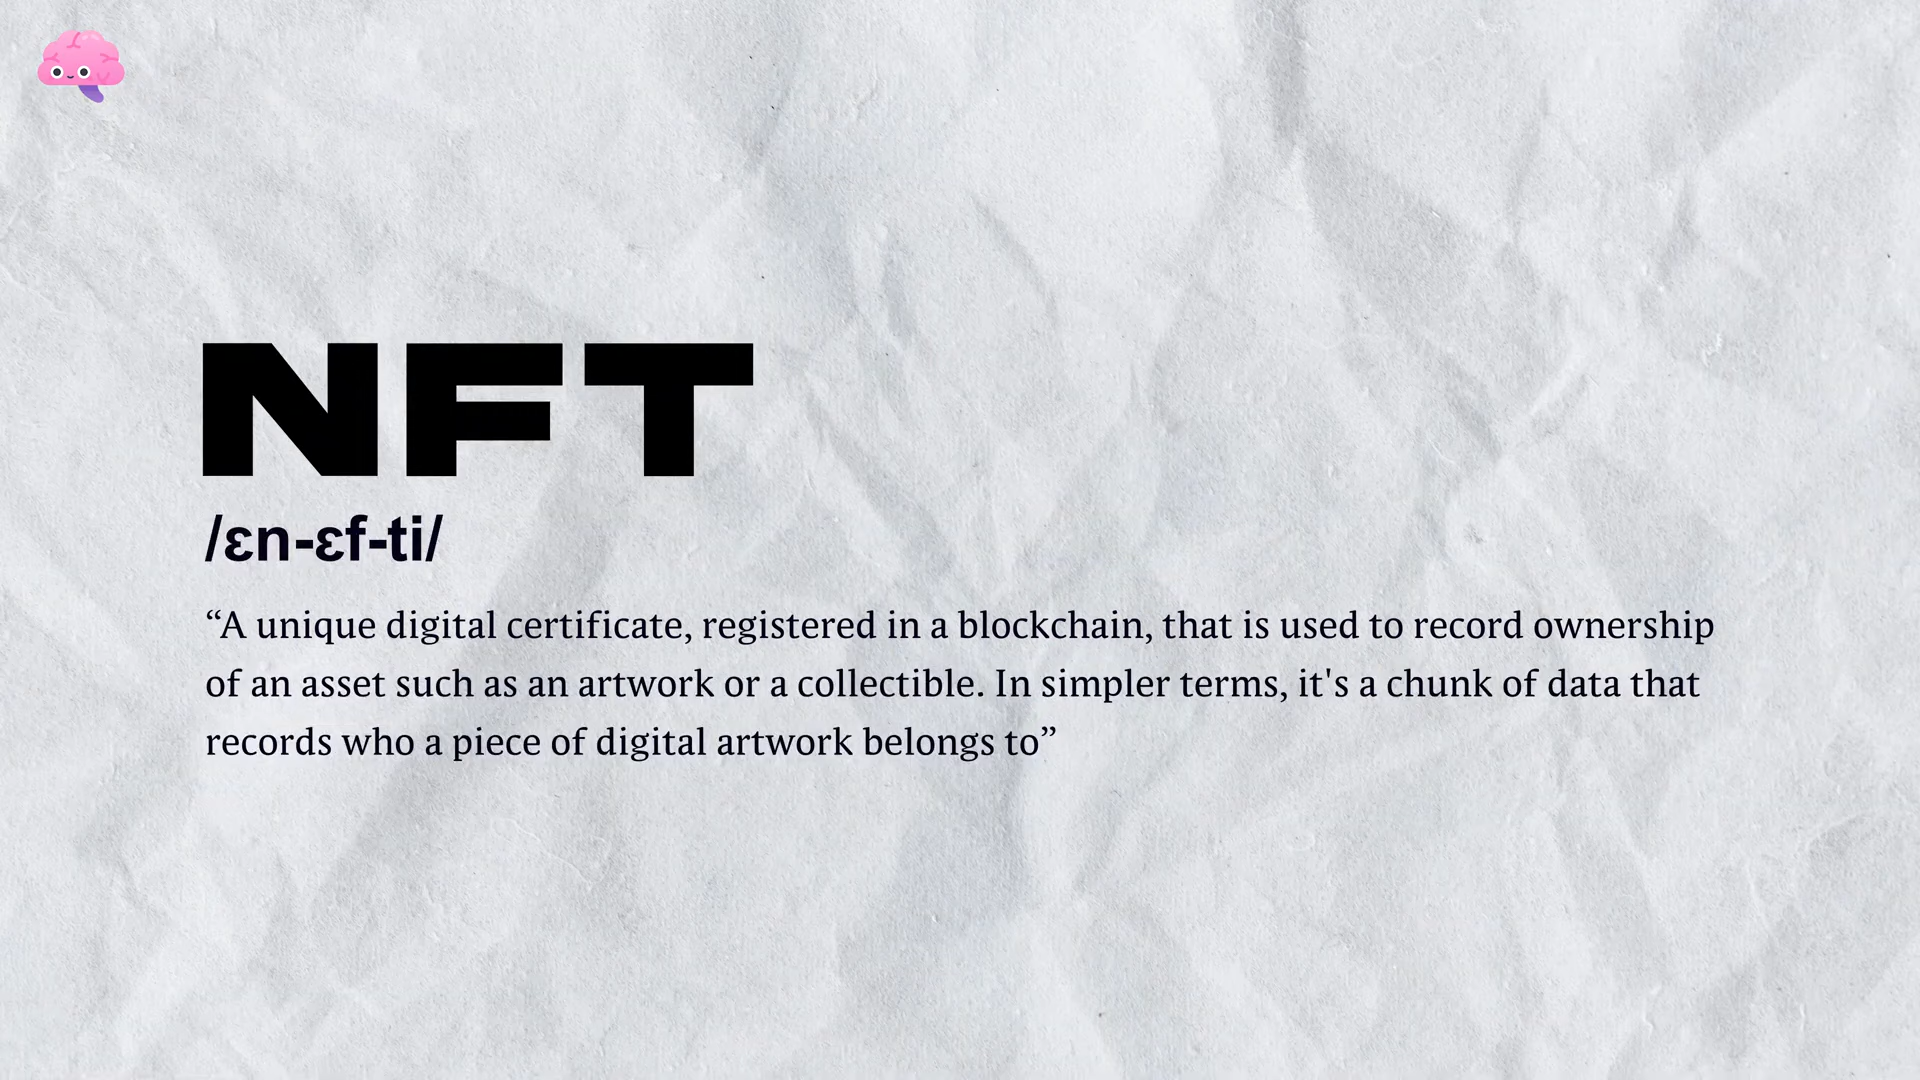 NFT
/ɛn-ɛf-ti/
“A unique digital certificate, registered in a blockchain, that is used to record ownership
of an asset such as an artwork or a collectible. In simpler terms, it's a chunk of data that
records who a piece of digital artwork belongs to”